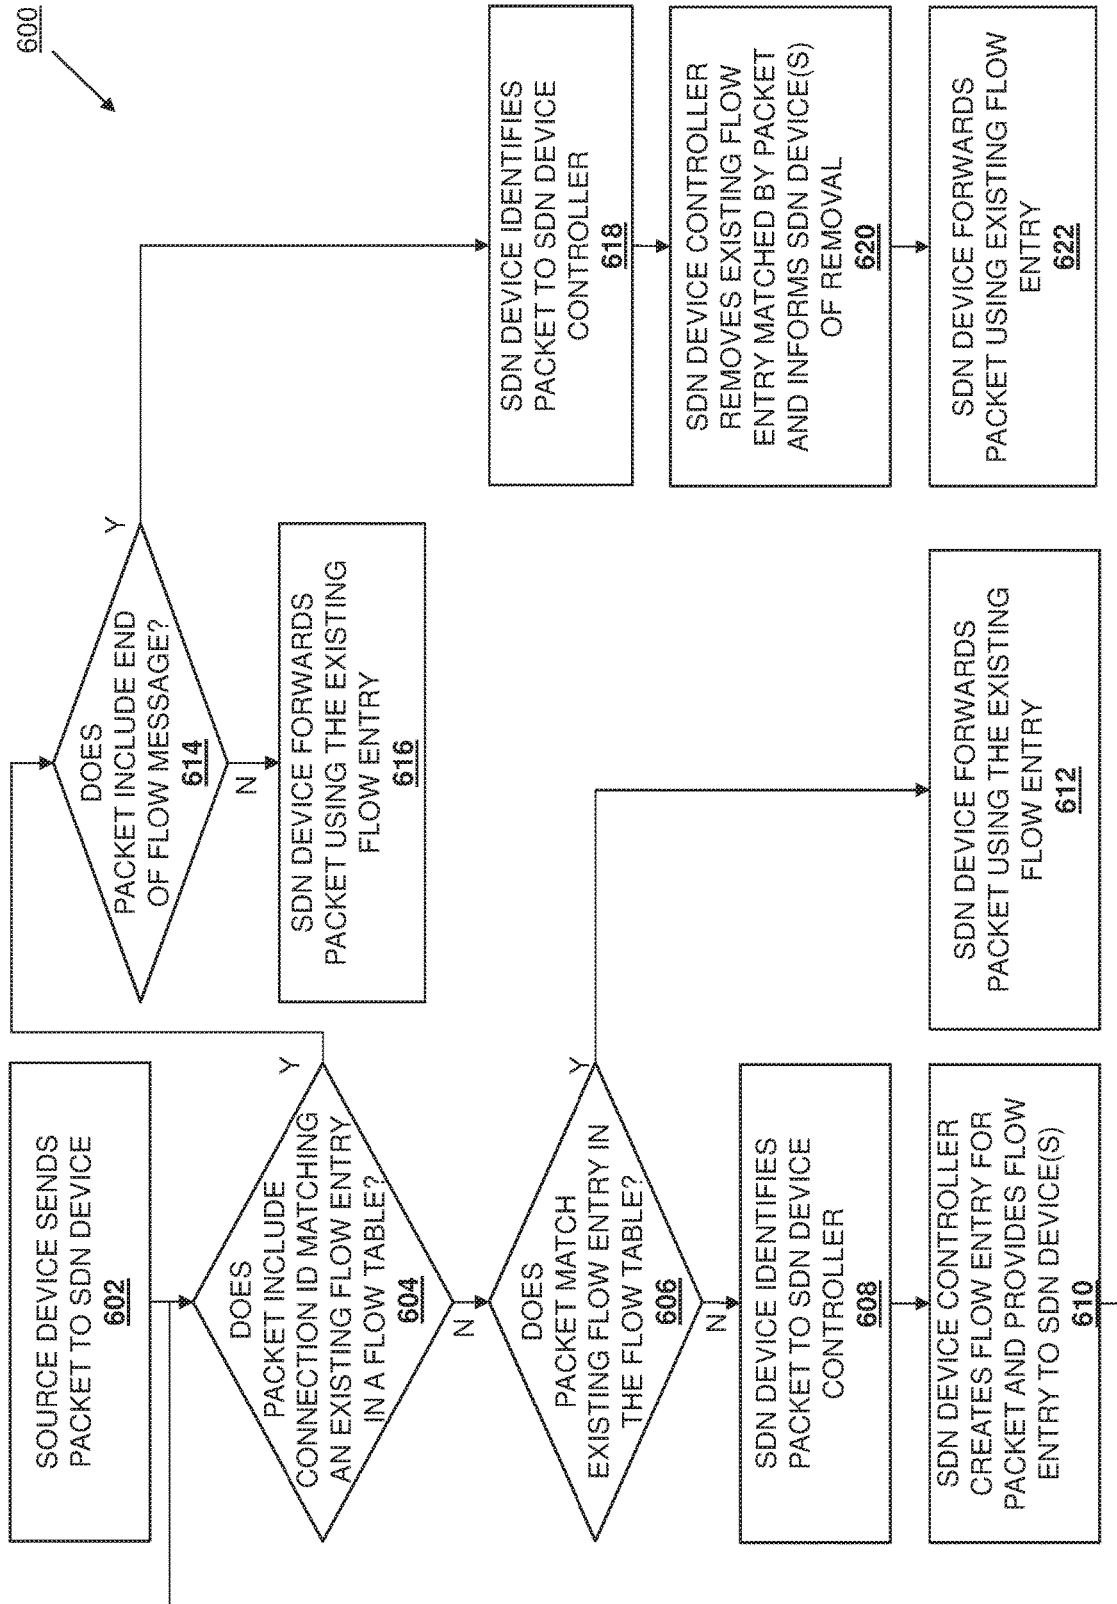 600
SOURCE DEVICE SENDS
PACKET TO SDN DEVICE
602
DOES
PACKET INCLUDE
CONNECTION ID MATCHING
AN EXISTING FLOW ENTRY
IN A FLOW TABLE?
604
Y
N
DOES
PACKET MATCH
EXISTING FLOW ENTRY IN
THE FLOW TABLE?
606
Y
N
SDN DEVICE IDENTIFIES
PACKET TO SDN DEVICE
CONTROLLER
608
SDN DEVICE CONTROLLER
CREATES FLOW ENTRY FOR
PACKET AND PROVIDES FLOW
ENTRY TO SDN DEVICE(S)
610
SDN DEVICE FORWARDS
PACKET USING THE EXISTING
FLOW ENTRY
612
DOES
PACKET INCLUDE END
OF FLOW MESSAGE?
614
Y
N
SDN DEVICE FORWARDS
PACKET USING THE EXISTING
FLOW ENTRY
616
SDN DEVICE IDENTIFIES
PACKET TO SDN DEVICE
CONTROLLER
618
SDN DEVICE CONTROLLER
REMOVES EXISTING FLOW
ENTRY MATCHED BY PACKET
AND INFORMS SDN DEVICE(S)
OF REMOVAL
620
SDN DEVICE FORWARDS
PACKET USING EXISTING FLOW
ENTRY
622